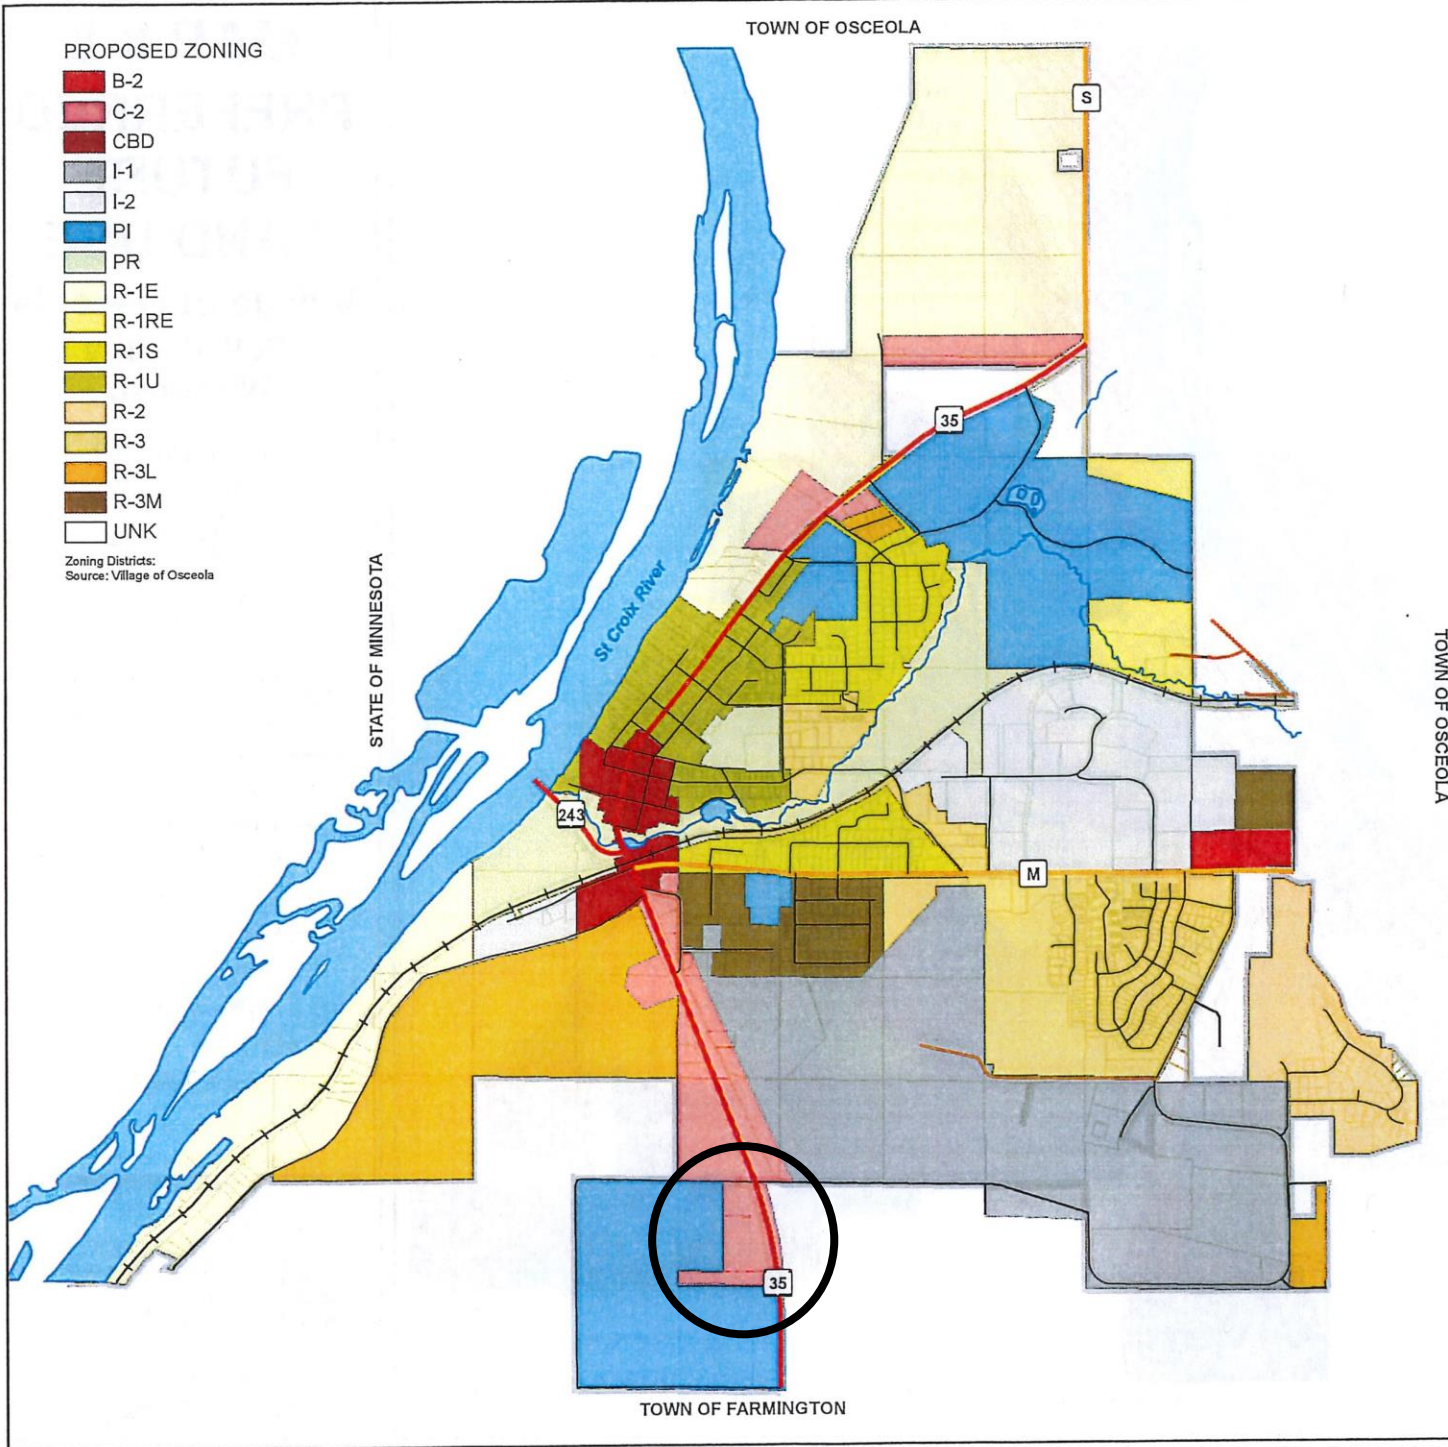 TOWN OF OSCEOLA
PROPOSED ZONING
B-2
C-2
CBD
I-1
I-2
PI
PR
R-1E
R-1RE
R-1S
R-1U
R-2
R-3
R-3L
R-3M
UNK
Zoning Districts:
Source: Village of Osceola
S
35
STATE OF MINNESOTA
St Croix River
TOWN OF OSCEOLA
243
M
35
TOWN OF FARMINGTON